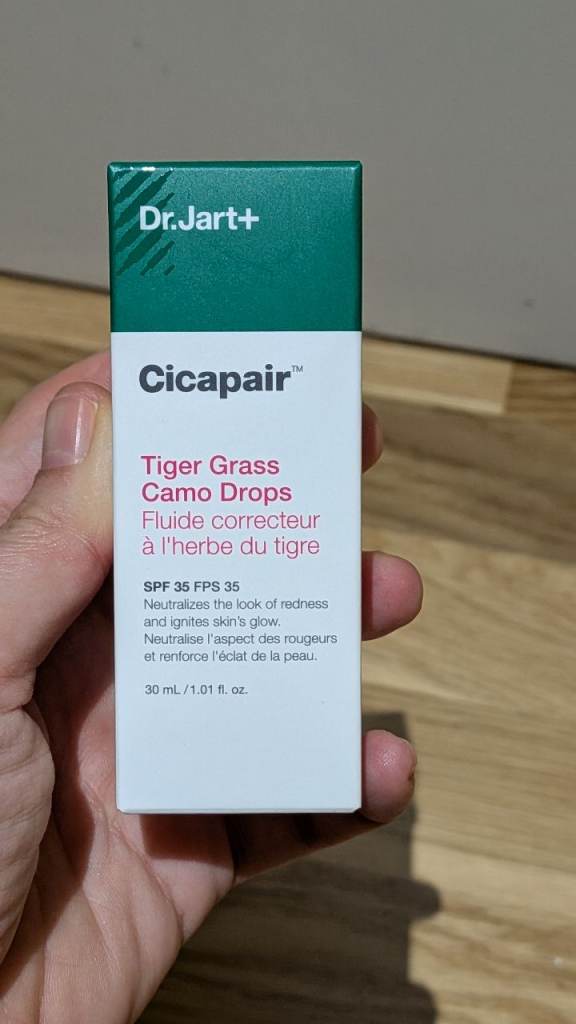 Dr.Jart+
Cicapair™
Tiger Grass
Camo Drops
Fluide correcteur
à l'herbe du tigre
SPF 35 FPS 35
Neutralizes the look of redness
and ignites skin's glow.
Neutralise l'aspect des rougeurs
et renforce l'éclat de la peau.
30 mL / 1.01 fl. oz.